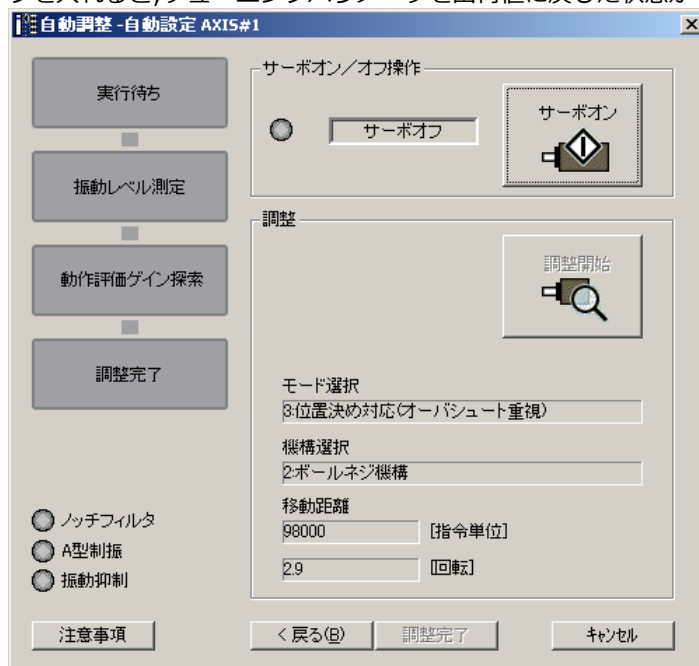 自動調整 -自動設定 AXIS#1
実行待ち
振動レベル測定
動作評価ゲイン探索
調整完了
ノッチフィルタ
A型制振
振動抑制
サーボオン／オフ操作
サーボオフ
サーボオン
調整
調整開始
モード選択
3:位置決め対応(オーバシュート重視)
機構選択
2:ボールネジ機構
移動距離
98000 [指令単位]
2.9 [回転]
注意事項
< 戻る(B)
調整完了
キャンセル